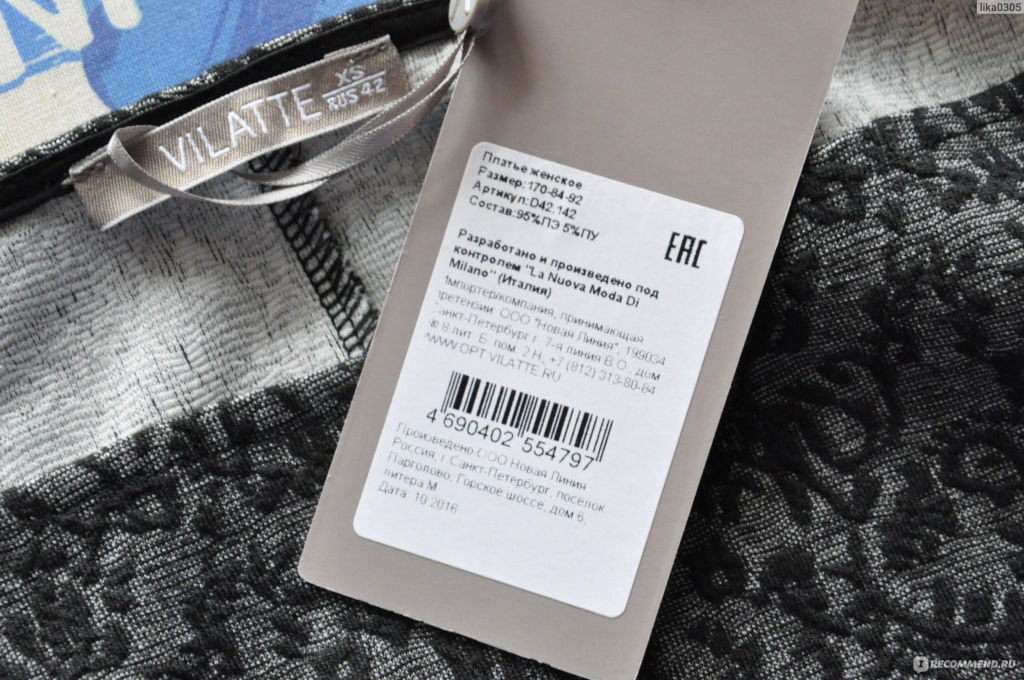 lika0305
VILATTE XS
RUS 42
Платье женское
Размер:170-84-92
Артикул:D42.142
Состав:95%ПЭ 5%ПУ
EAC
Разработано и произведено под
контролем "La Nuova Moda Di
Milano" (Италия)
Импортер/компания, принимающая
претензии: ООО "Новая Линия", 199034,
Санкт-Петербург г, 7-я линия В.О., дом
№ 8 лит. Б, пом. 2 Н, +7 (812) 313-80-84
WWW.OPT.VILATTE.RU
4 690402 554797
Произведено ООО Новая Линия
Россия, г.Санкт-Петербург, поселок
Парголово, Горское шоссе, дом 6,
литера М
Дата: 10.2018
IRECOMMEND.RU